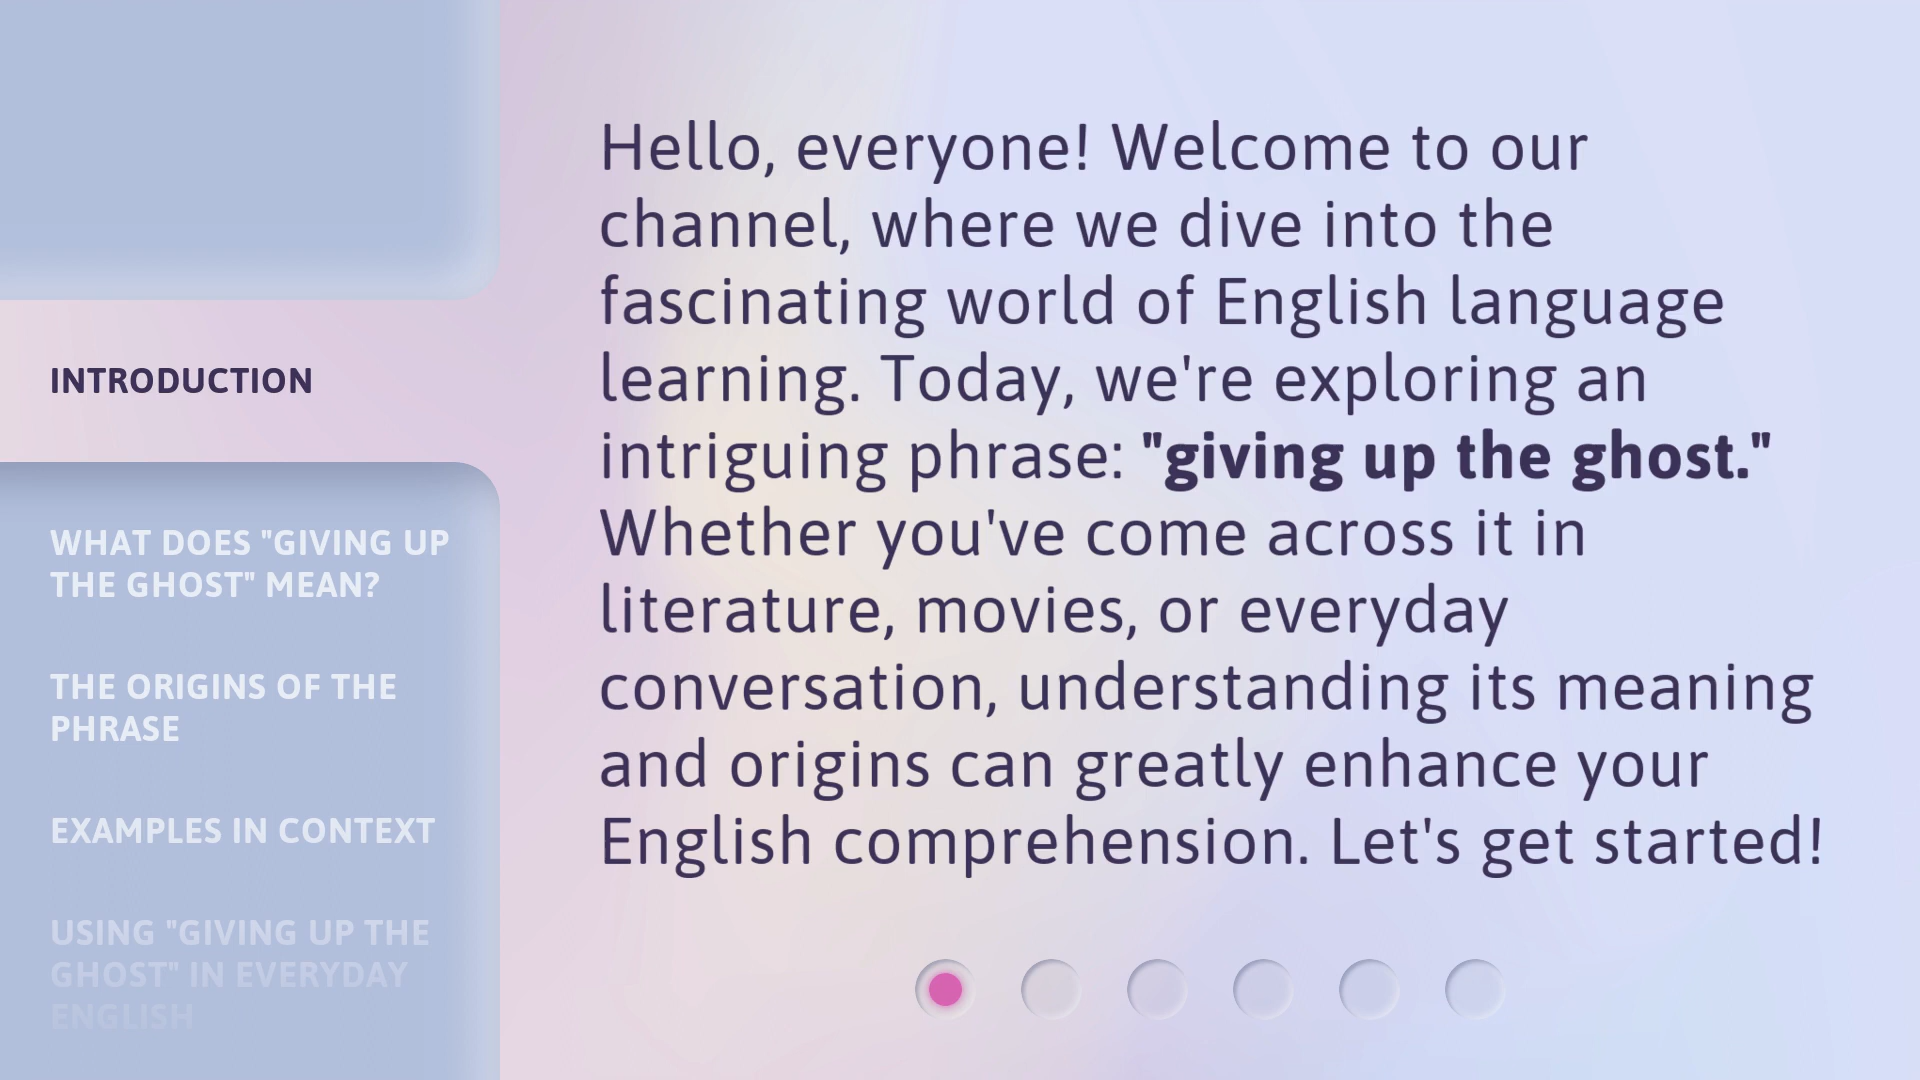 INTRODUCTION
WHAT DOES "GIVING UP
THE GHOST" MEAN?
THE ORIGINS OF THE
PHRASE
EXAMPLES IN CONTEXT
USING "GIVING UP THE
GHOST" IN EVERYDAY
ENGLISH
Hello, everyone! Welcome to our
channel, where we dive into the
fascinating world of English language
learning. Today, we're exploring an
intriguing phrase: "giving up the ghost."
Whether you've come across it in
literature, movies, or everyday
conversation, understanding its meaning
and origins can greatly enhance your
English comprehension. Let's get started!